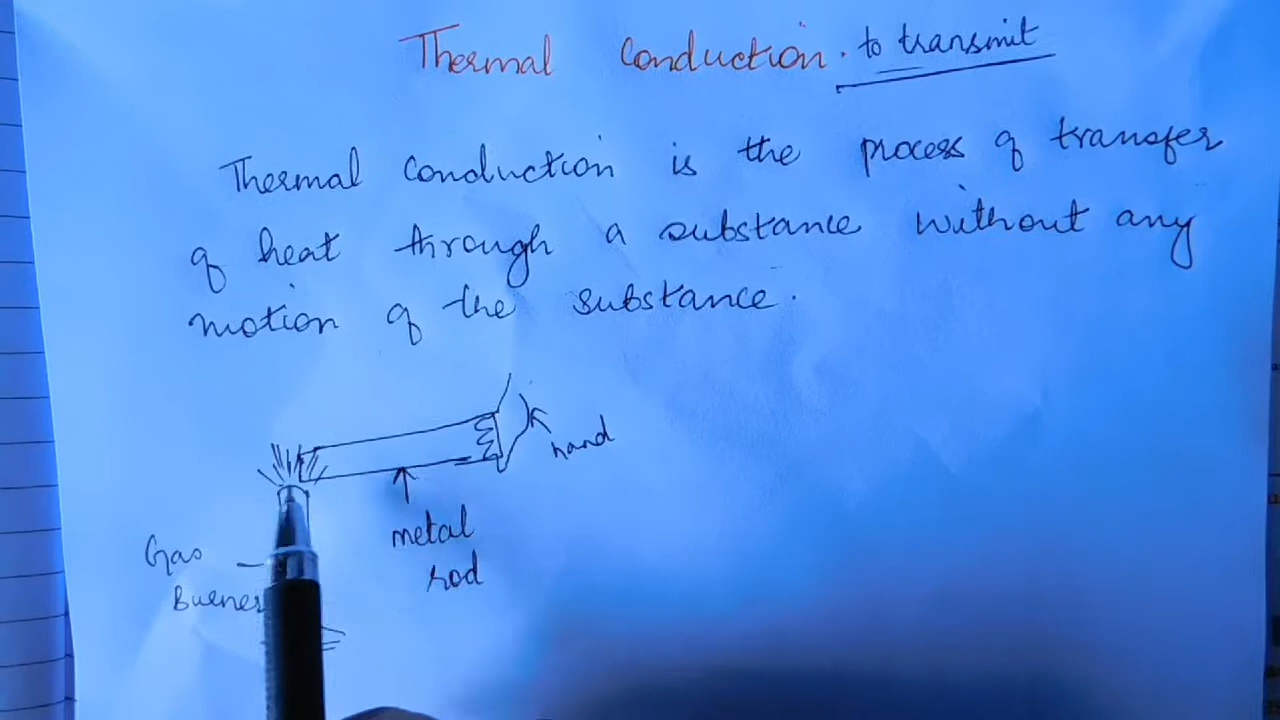 Thermal Conduction. to transmit
Thermal Conduction is the process of transfer
of heat through a substance without any
motion of the substance.
hand
metal
rod
Gas
Burner